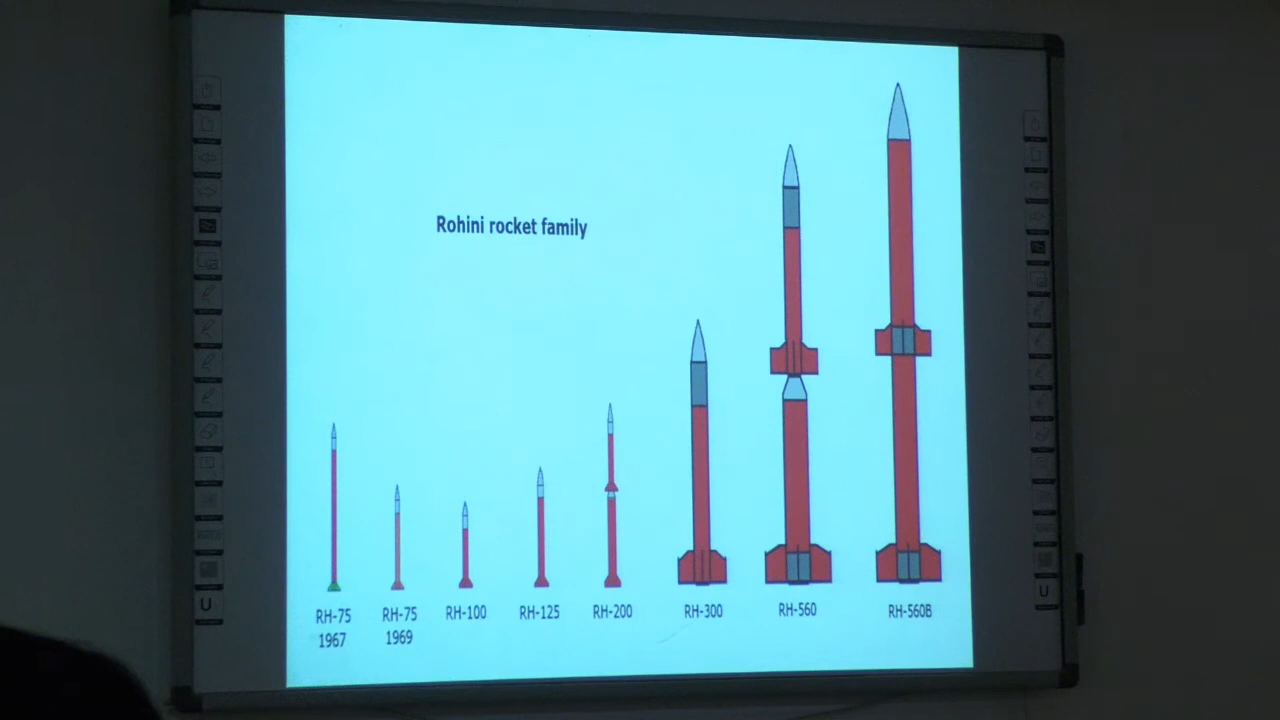 Rohini rocket family
RH-75 1967
RH-75 1969
RH-100
RH-125
RH-200
RH-300
RH-560
RH-560B
U
U